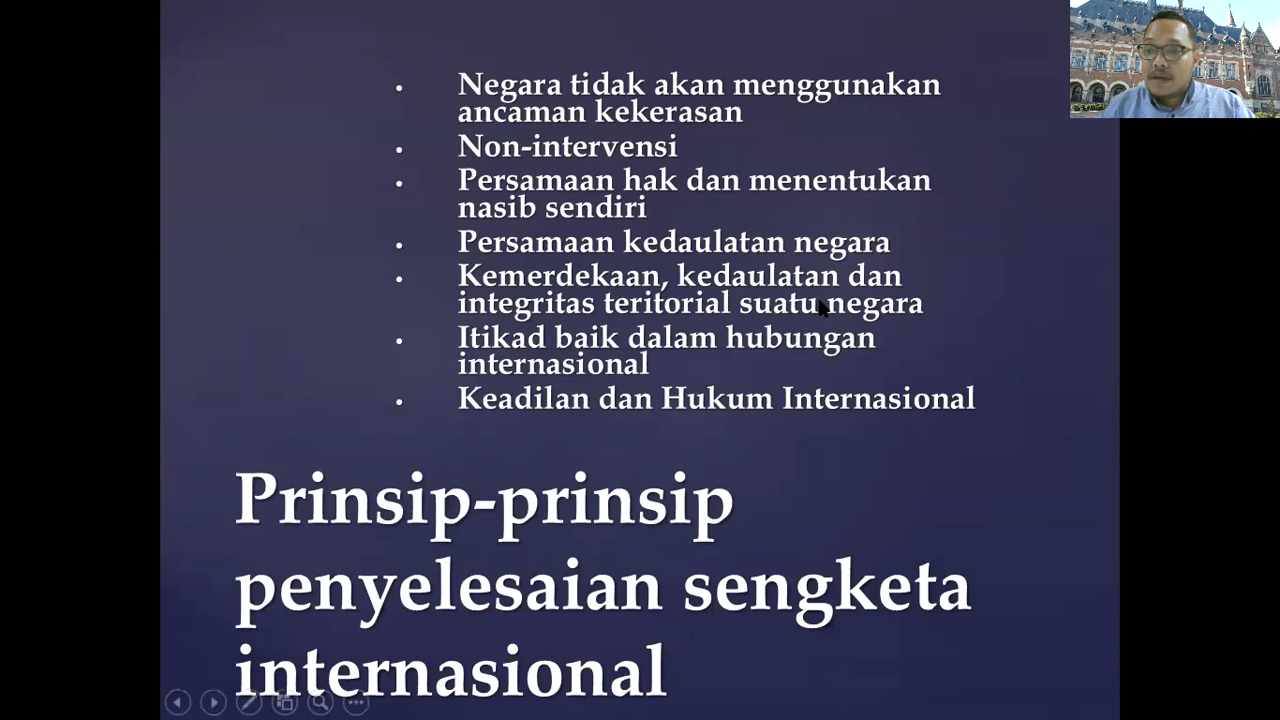 Negara tidak akan menggunakan
ancaman kekerasan
Non-intervensi
Persamaan hak dan menentukan
nasib sendiri
Persamaan kedaulatan negara
Kemerdekaan, kedaulatan dan
integritas teritorial suatu negara
Itikad baik dalam hubungan
internasional
Keadilan dan Hukum Internasional
Prinsip-prinsip
penyelesaian sengketa
internasional